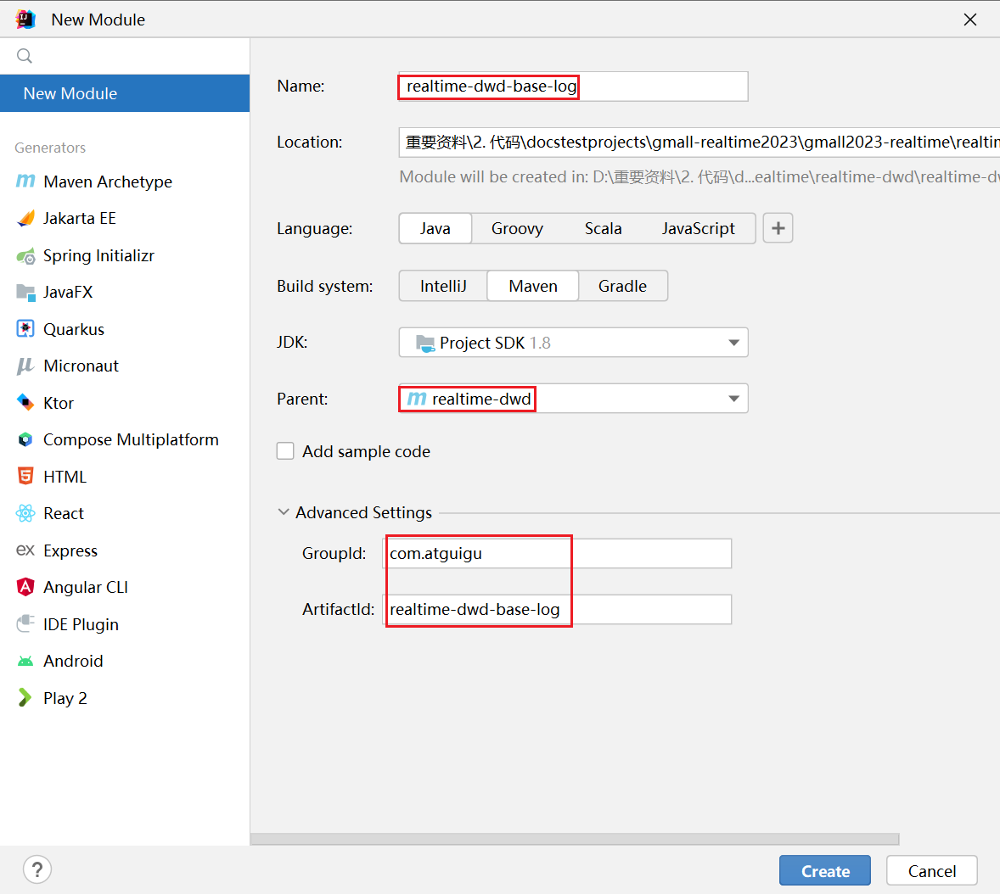 New Module
New Module
Generators
Maven Archetype
Jakarta EE
Spring Initializr
JavaFX
Quarkus
Micronaut
Ktor
Compose Multiplatform
HTML
React
Express
Angular CLI
IDE Plugin
Android
Play 2
Name: realtime-dwd-base-log
Location: 重要资料\2. 代码\docstestprojects\gmall-realtime2023\gmall2023-realtime\realtim
Module will be created in: D:\重要资料\2. 代码\d...ealtime\realtime-dwd\realtime-dw
Language: Java Groovy Scala JavaScript +
Build system: IntelliJ Maven Gradle
JDK: Project SDK 1.8
Parent: realtime-dwd
Add sample code
Advanced Settings
GroupId: com.atguigu
ArtifactId: realtime-dwd-base-log
? Create Cancel